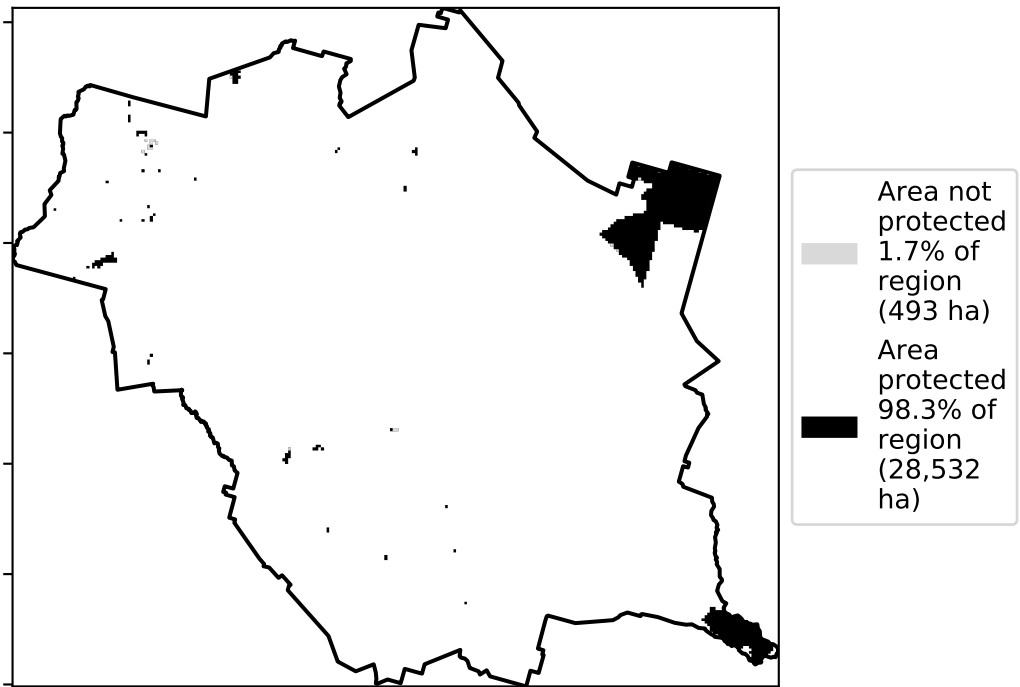 Area not
protected
1.7% of
region
(493 ha)
Area
protected
98.3% of
region
(28,532
ha)